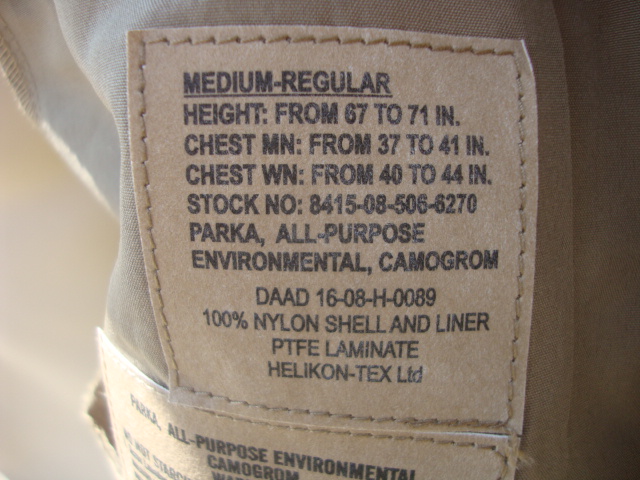 MEDIUM-REGULAR
HEIGHT: FROM 67 TO 71 IN.
CHEST MN: FROM 37 TO 41 IN.
CHEST WN: FROM 40 TO 44 IN.
STOCK NO: 8415-08-506-6270
PARKA, ALL-PURPOSE
ENVIRONMENTAL, CAMOGROM
DAAD 16-08-H-0089
100% NYLON SHELL AND LINER
PTFE LAMINATE
HELIKON-TEX Ltd
PARKA, ALL-PURPOSE ENVIRONMENTAL
CAMOGROM
NOT STARCH